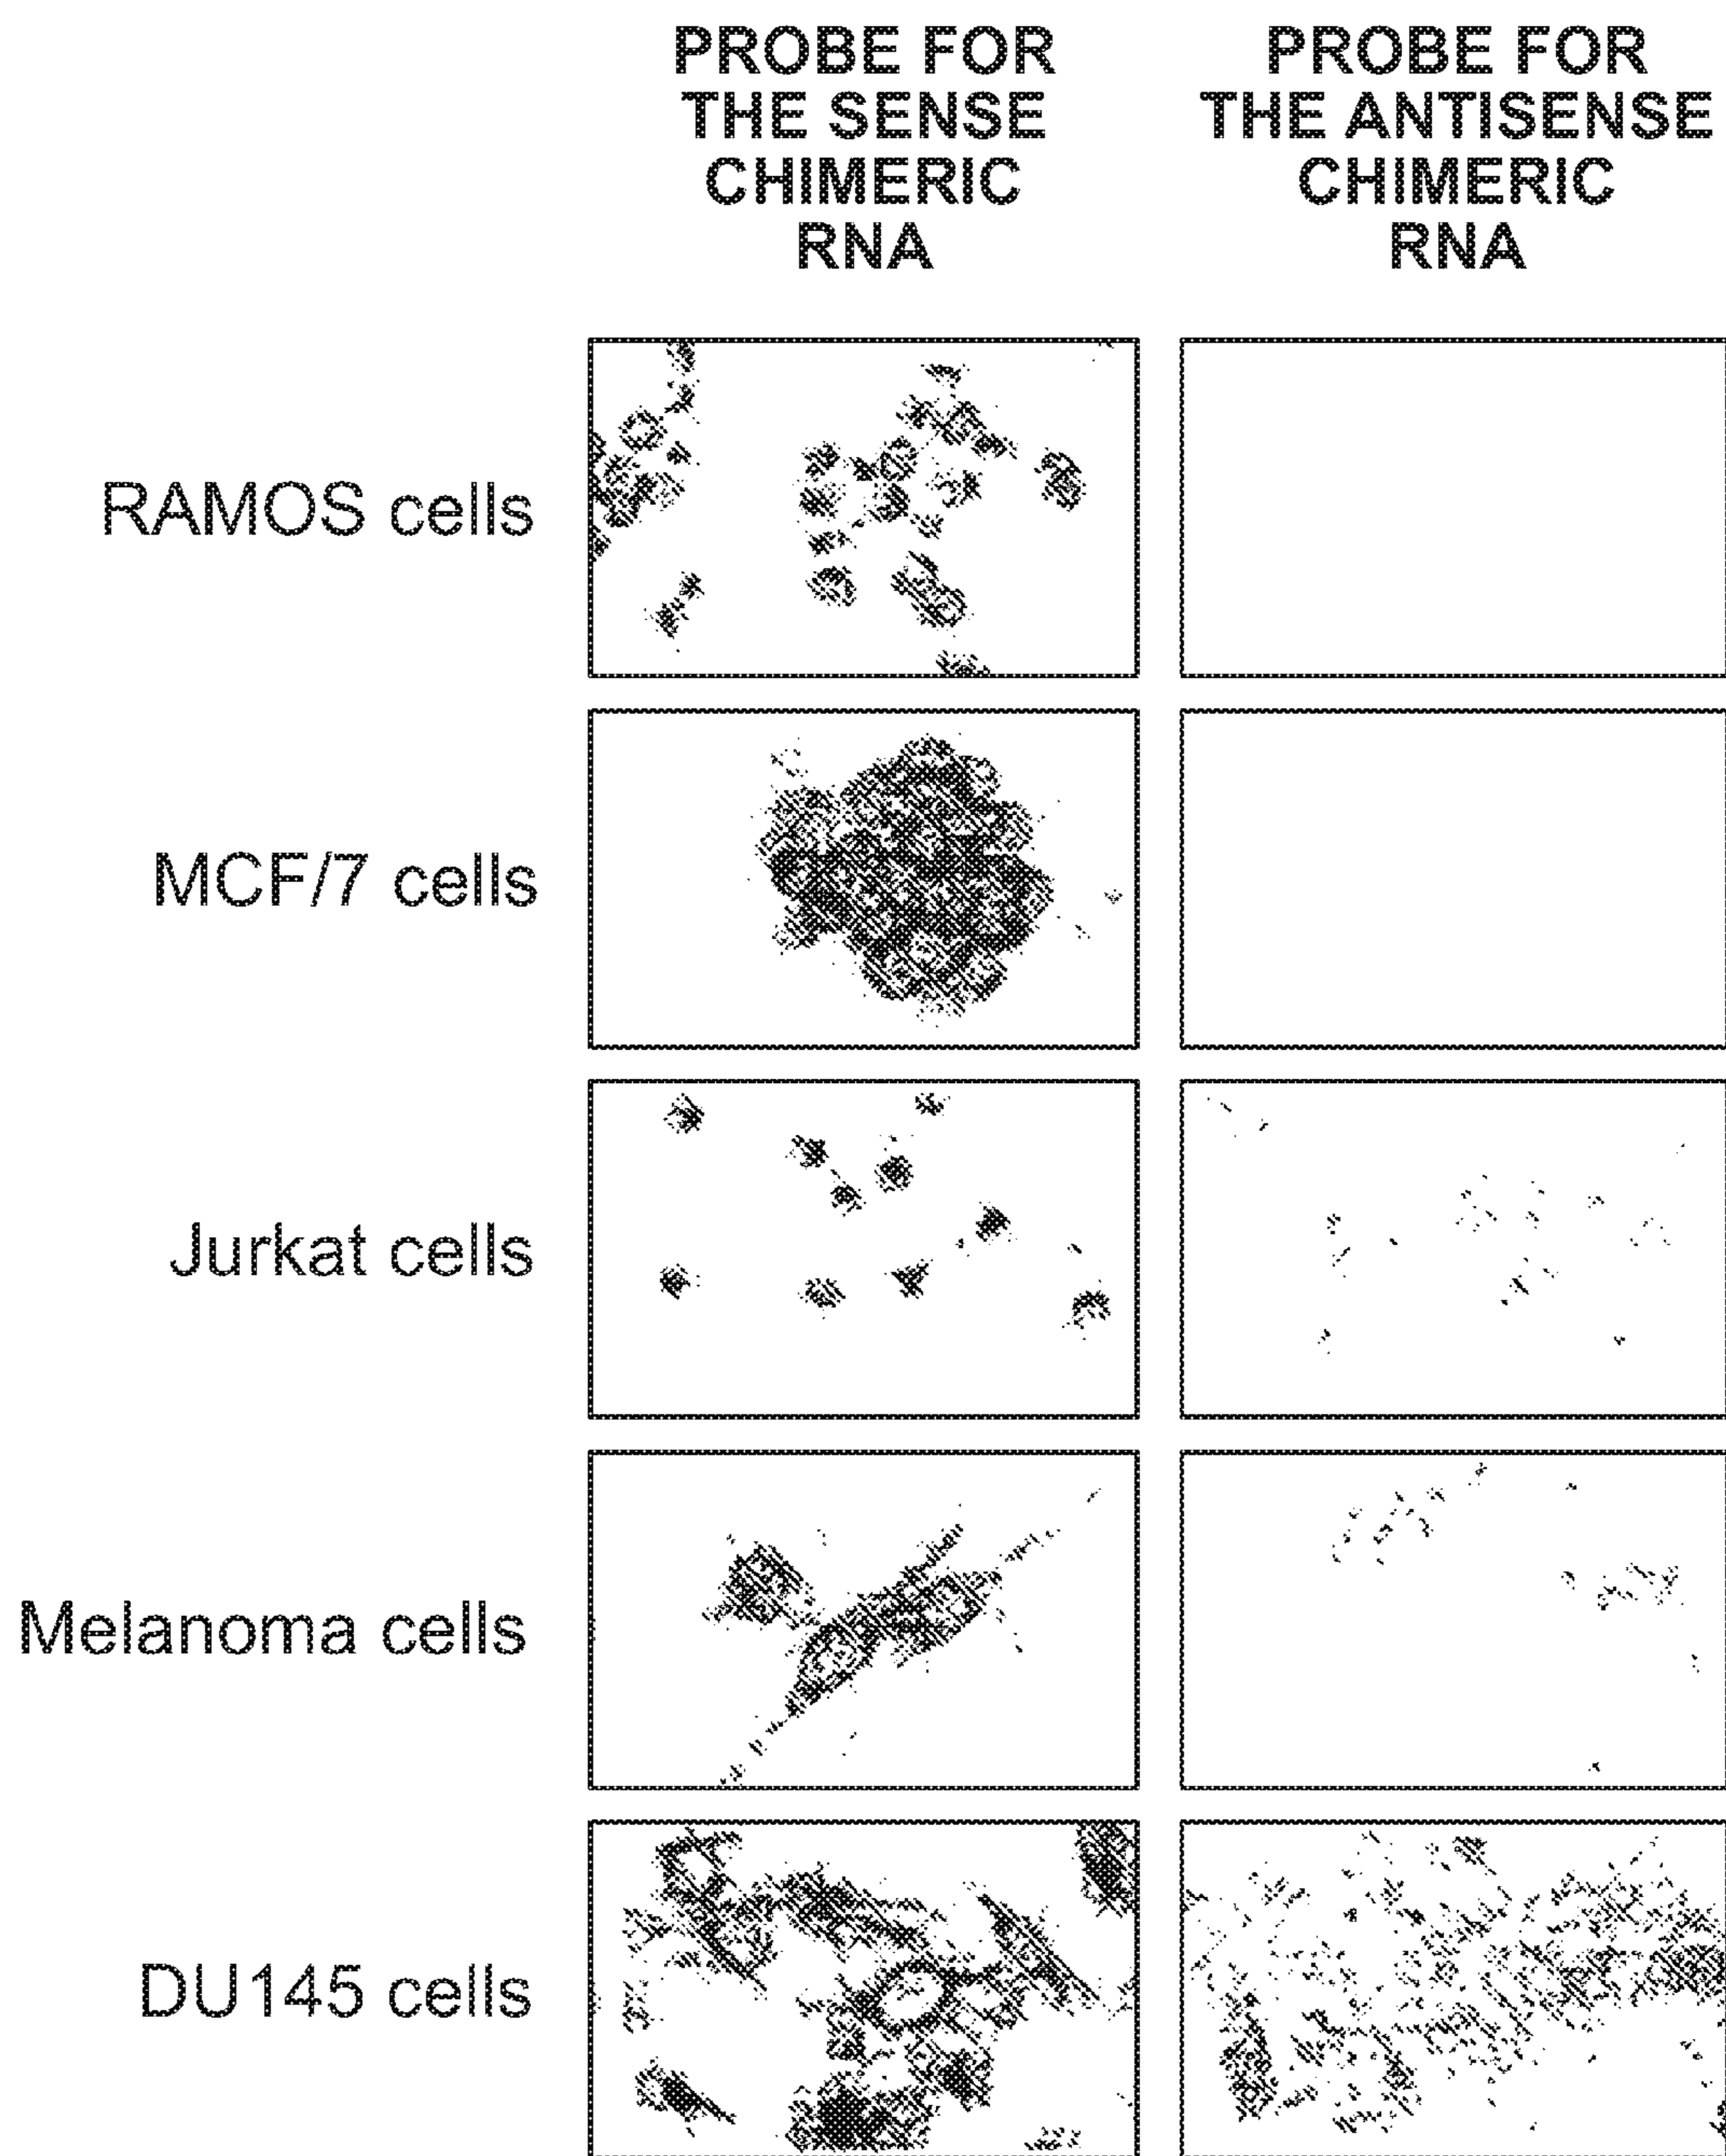 PROBE FOR
THE SENSE
CHIMERIC
RNA
PROBE FOR
THE ANTISENSE
CHIMERIC
RNA
RAMOS cells
MCF/7 cells
Jurkat cells
Melanoma cells
DU145 cells